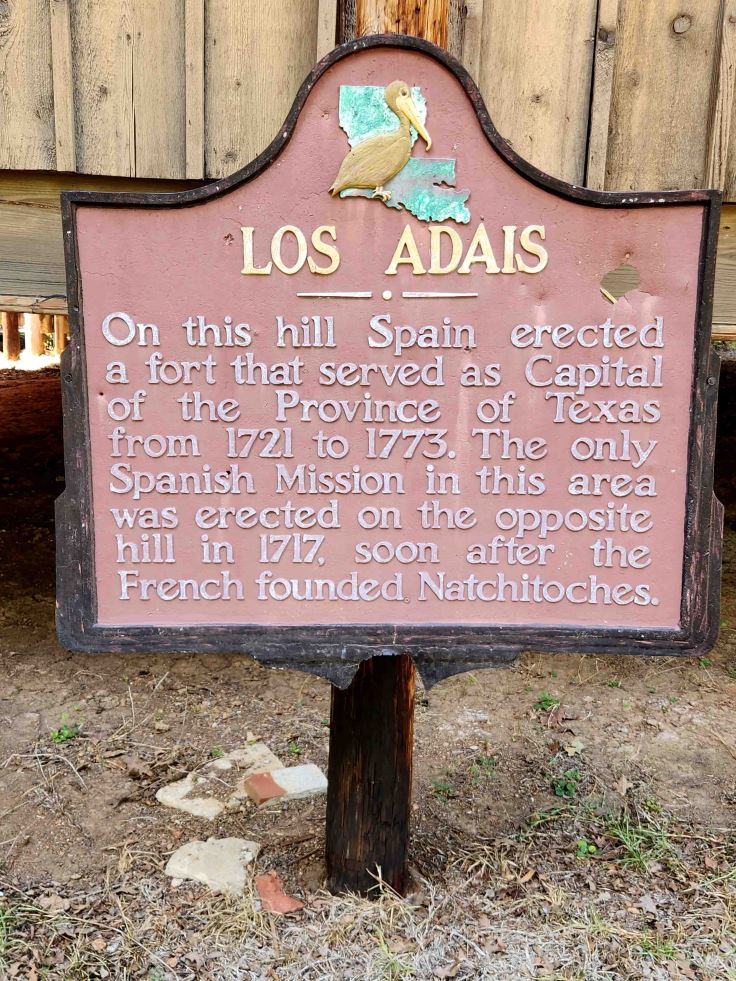 LOS ADAIS
On this hill Spain erected
a fort that served as Capital
of the Province of Texas
from 1721 to 1773. The only
Spanish Mission in this area
was erected on the opposite
hill in 1717, soon after the
French founded Natchitoches.